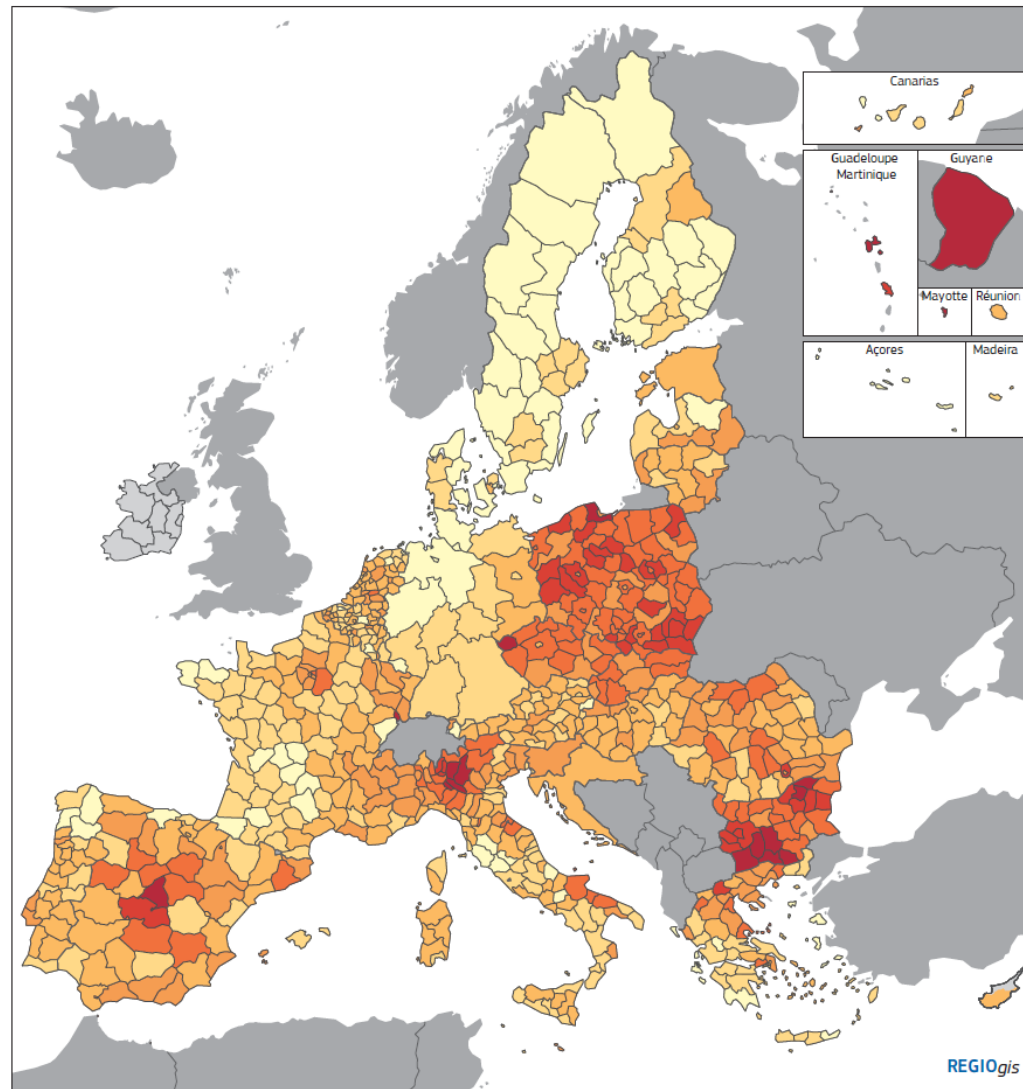 Canarias
Guadeloupe
Martinique
Guyane
Mayotte
Réunion
Açores
Madeira
REGIOgis